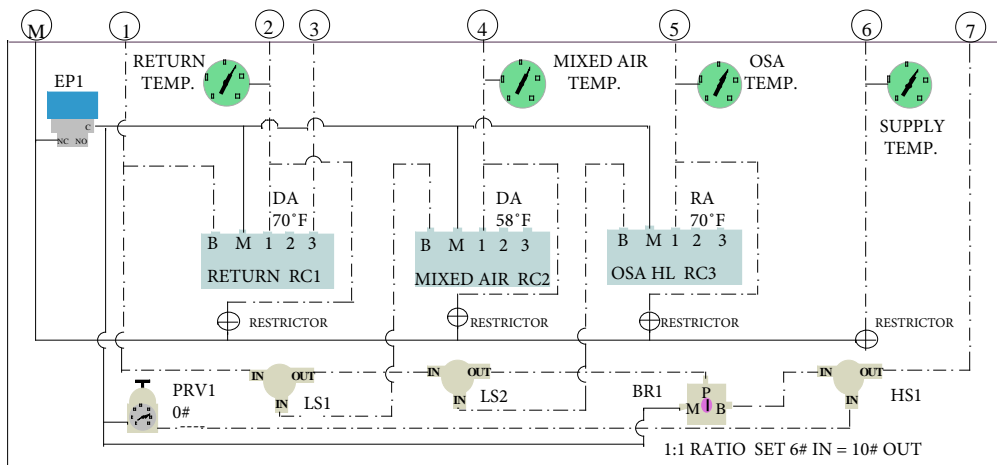 M 1 2 3 4 5 6 7
RETURN
TEMP.
MIXED AIR
TEMP.
OSA
TEMP.
SUPPLY
TEMP.
EP1
C
NC NO
DA
70°F
B M 1 2 3
RETURN RC1
DA
58°F
B M 1 2 3
MIXED AIR RC2
RA
70°F
B M 1 2 3
OSA HL RC3
RESTRICTOR
RESTRICTOR
RESTRICTOR
RESTRICTOR
PRV1
0#
IN OUT
IN
LS1
IN OUT
IN
LS2
BR1
P
M B
IN OUT
IN
HS1
1:1 RATIO SET 6# IN = 10# OUT